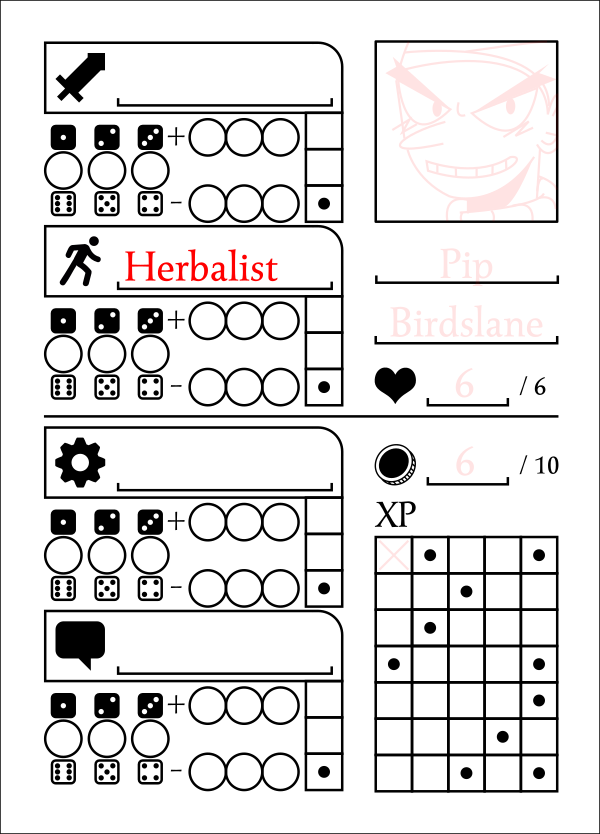 +
-
Herbalist
+
-
Pip
Birdslane
6 / 6
6 / 10
XP
+
-
+
-